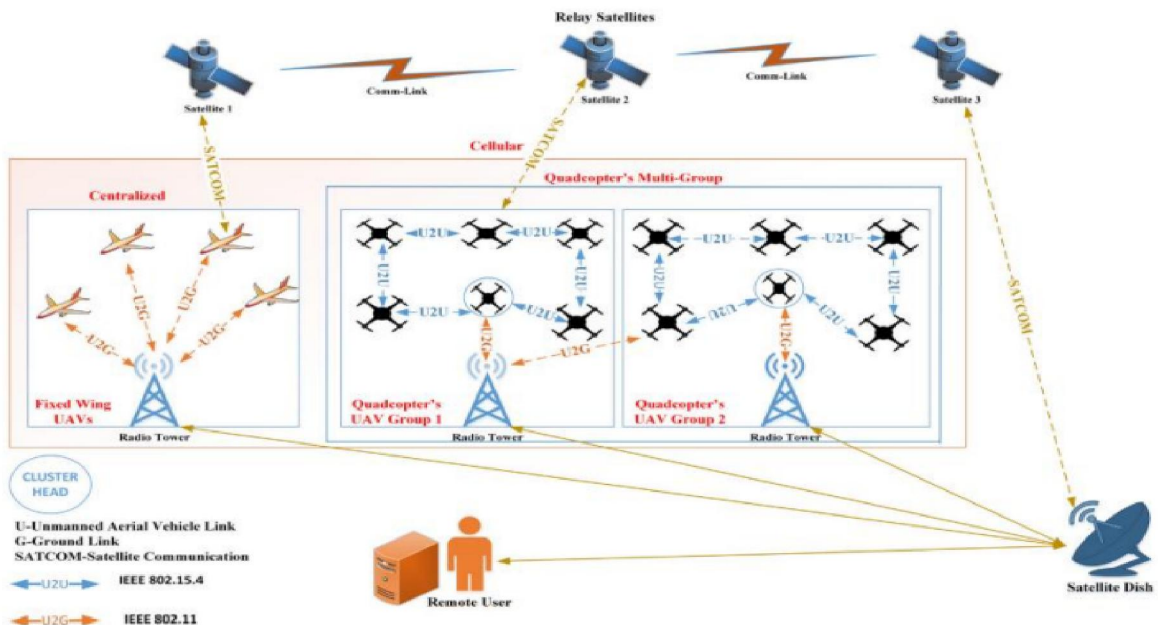 Relay Satellites
Comm-Link
Comm-Link
Satellite 1
Satellite 2
Satellite 3
SATCOM
SATCOM
SATCOM
Cellular
Centralized
Quadcopter's Multi-Group
U2G
U2G
U2G
U2G
Fixed Wing
UAVs
Radio Tower
U2U
U2U
U2U
U2U
U2U
U2U
U2G
U2G
Quadcopter's
UAV Group 1
Radio Tower
U2U
U2U
U2U
U2U
U2U
U2U
U2G
Quadcopter's
UAV Group 2
Radio Tower
CLUSTER
HEAD
U-Unmanned Aerial Vehicle Link
G-Ground Link
SATCOM-Satellite Communication
U2U IEEE 802.15.4
U2G IEEE 802.11
Remote User
Satellite Dish